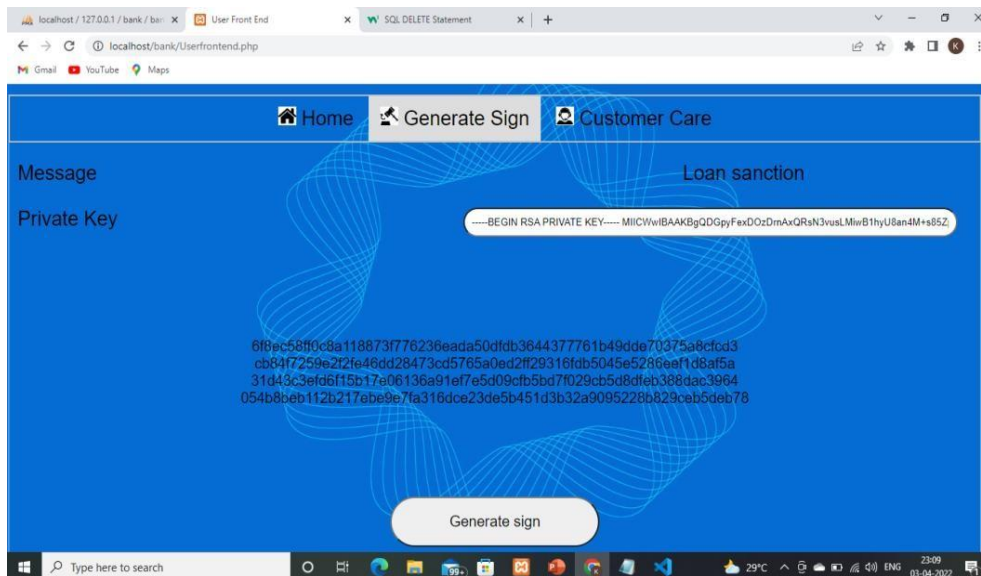 localhost / 127.0.0.1 / bank / ban
User Front End
SQL DELETE Statement
localhost/bank/Userfrontend.php
K
Gmail YouTube Maps
Home Generate Sign Customer Care
Message Loan sanction
Private Key -----BEGIN RSA PRIVATE KEY----- MIICWwIBAAKBgQDGpyFexDOzDmAxQRsN3vusLMiwB1hyU8an4M+s85Z
6f8ec58ff0c8a118873f776236eada50dfdb3644377761b49dde70375a8cfcd3
cb84f7259e2f2fe46dd28473cd5765a0ed2ff29316fdb5045e5286eef1d8af5a
31d43c3efd6f15b17e06136a91ef7e5d09cfb5bd7f029cb5d8dfeb388dac3964
054b8beb112b217ebe9e7fa316dce23de5b451d3b32a9095228b829ceb5deb78
Generate sign
Type here to search
99+
29°C
ENG
23:09
03-04-2022